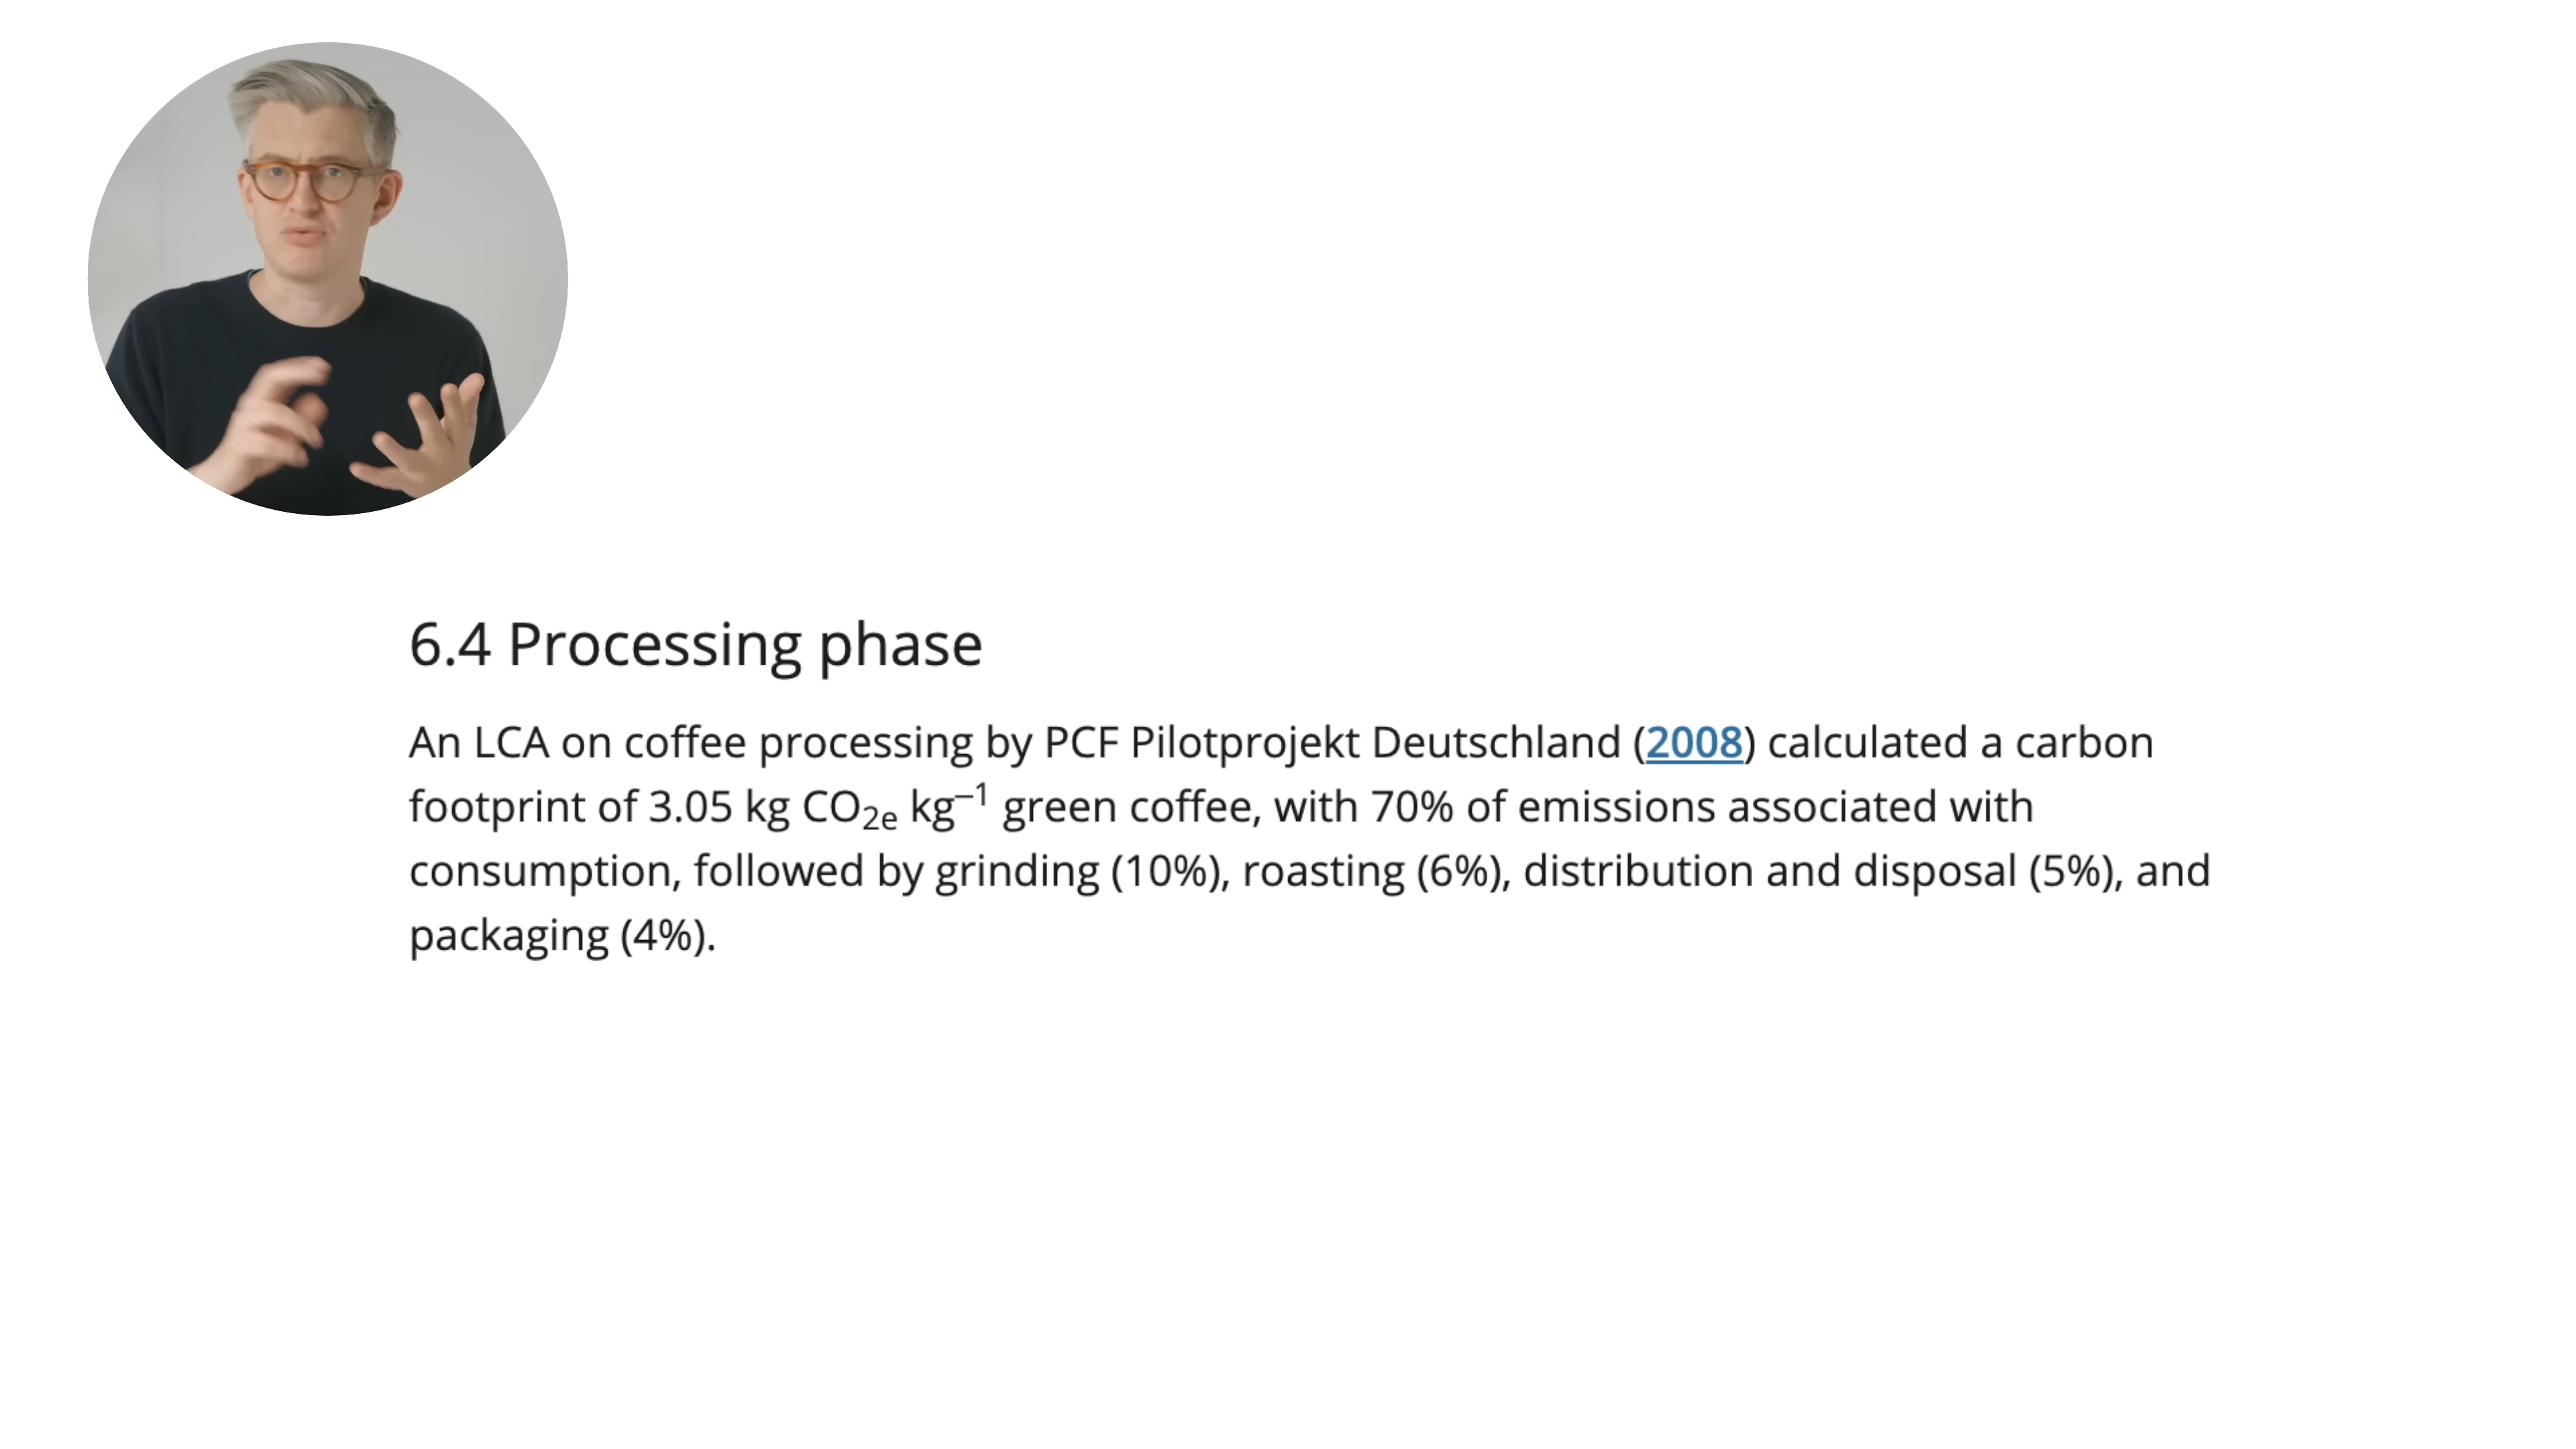 6.4 Processing phase
An LCA on coffee processing by PCF Pilotprojekt Deutschland (2008) calculated a carbon
footprint of 3.05 kg CO₂ₑ kg⁻¹ green coffee, with 70% of emissions associated with
consumption, followed by grinding (10%), roasting (6%), distribution and disposal (5%), and
packaging (4%).